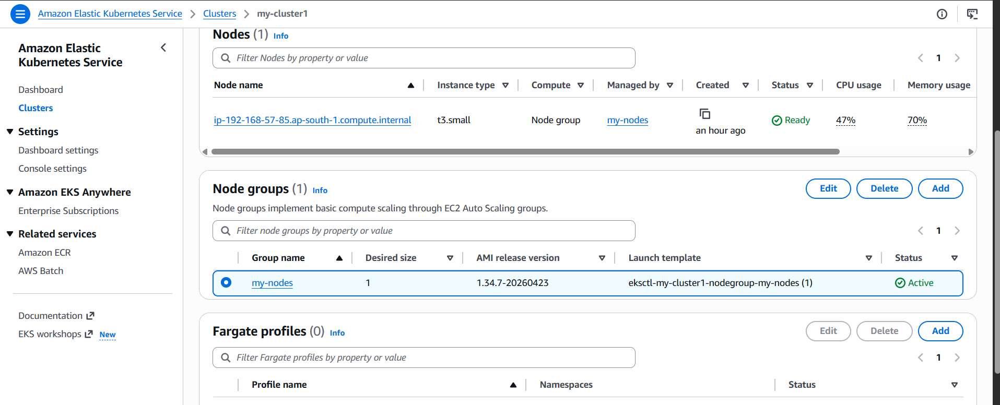 Amazon Elastic Kubernetes Service > Clusters > my-cluster1
Amazon Elastic
Kubernetes Service
Dashboard
Clusters
Settings
Dashboard settings
Console settings
Amazon EKS Anywhere
Enterprise Subscriptions
Related services
Amazon ECR
AWS Batch
Documentation
EKS workshops New
Nodes (1) Info
Filter Nodes by property or value
1
Node name Instance type Compute Managed by Created Status CPU usage Memory usage
ip-192-168-57-85.ap-south-1.compute.internal t3.small Node group my-nodes an hour ago Ready 47% 70%
Node groups (1) Info
Edit Delete Add
Node groups implement basic compute scaling through EC2 Auto Scaling groups.
Filter node groups by property or value
1
Group name Desired size AMI release version Launch template Status
my-nodes 1 1.34.7-20260423 eksctl-my-cluster1-nodegroup-my-nodes (1) Active
Fargate profiles (0) Info
Edit Delete Add
Filter Fargate profiles by property or value
1
Profile name Namespaces Status